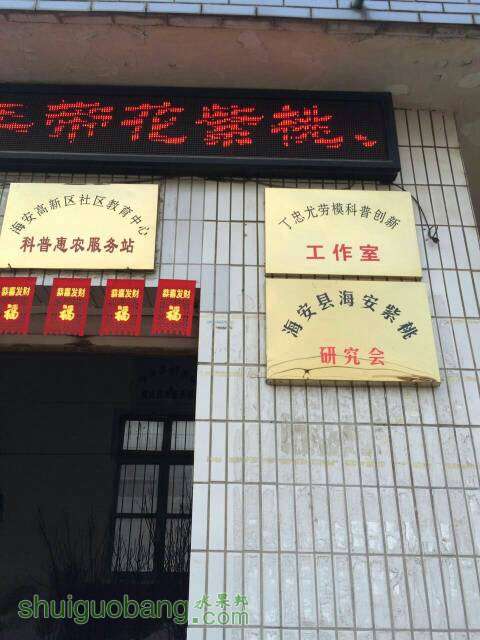 带花紫桃、
海安高新区社区教育中心
科普惠农服务站
丁忠尤劳模科普创新
工作室
海安县海安紫桃
研究会
恭喜发财
福
恭喜发财
福
恭喜发财
福
恭喜发财
福
shuiguobang.com
水果邦